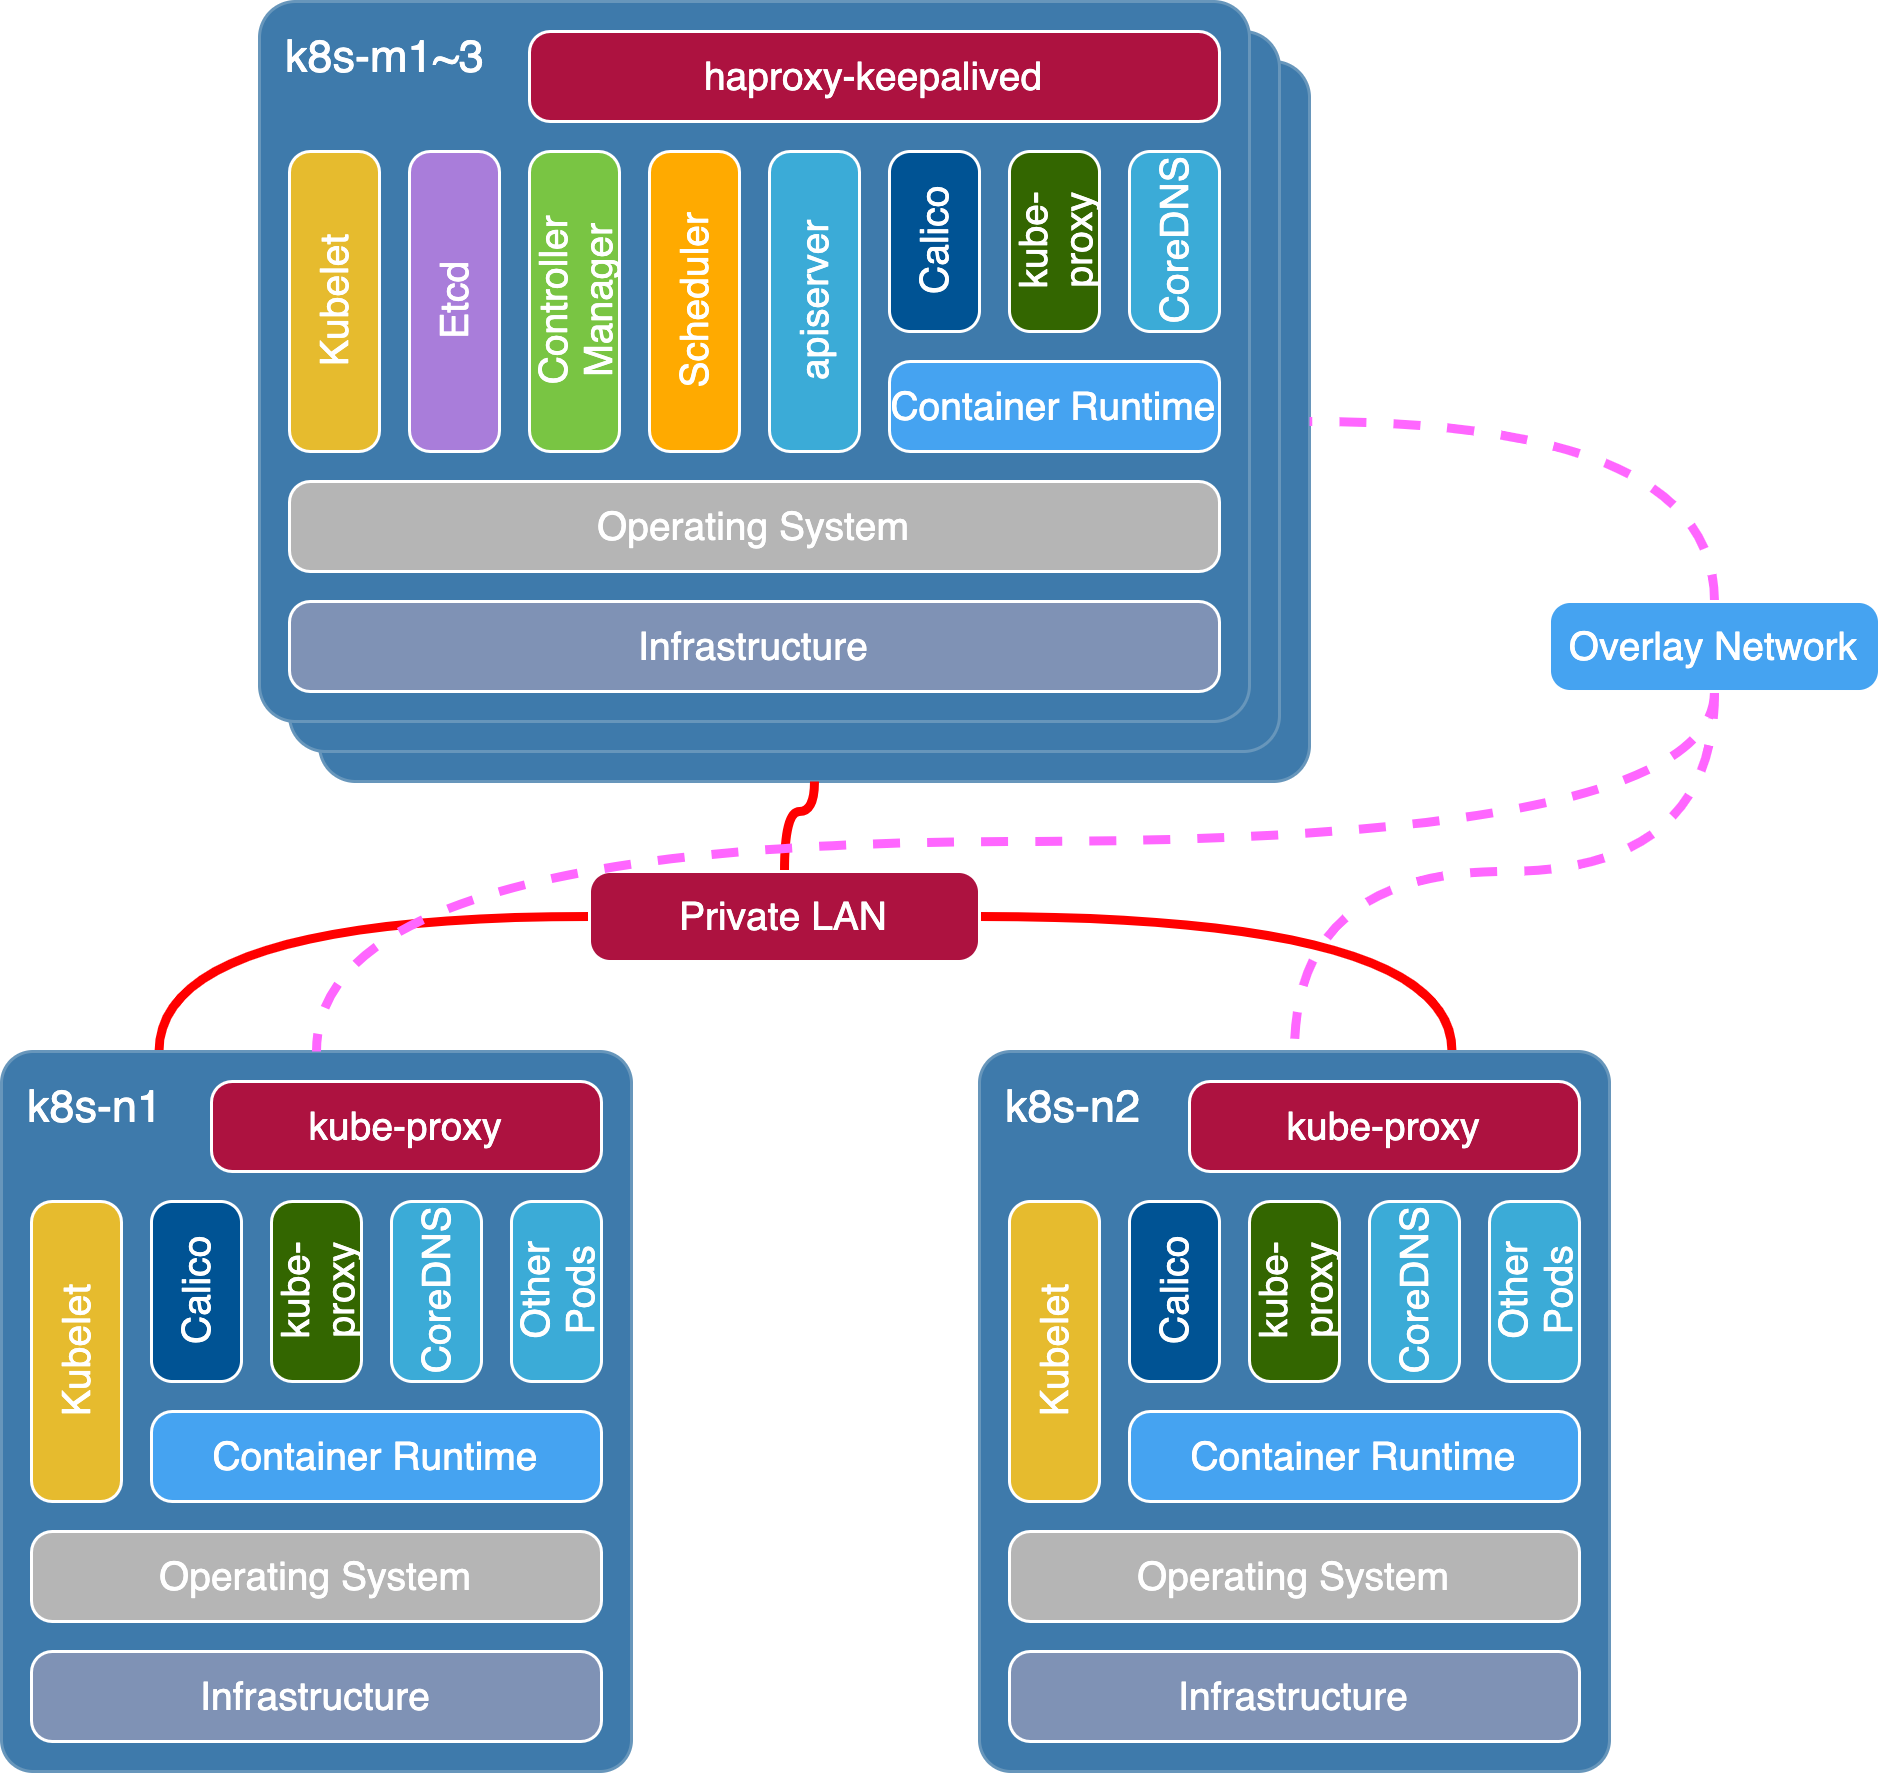 k8s-m1~3
haproxy-keepalived
Kubelet
Etcd
Controller
Manager
Scheduler
apiserver
Calico
kube-
proxy
CoreDNS
Container Runtime
Operating System
Infrastructure
Overlay Network
Private LAN
k8s-n1
kube-proxy
Kubelet
Calico
kube-
proxy
CoreDNS
Other
Pods
Container Runtime
Operating System
Infrastructure
k8s-n2
kube-proxy
Kubelet
Calico
kube-
proxy
CoreDNS
Other
Pods
Container Runtime
Operating System
Infrastructure